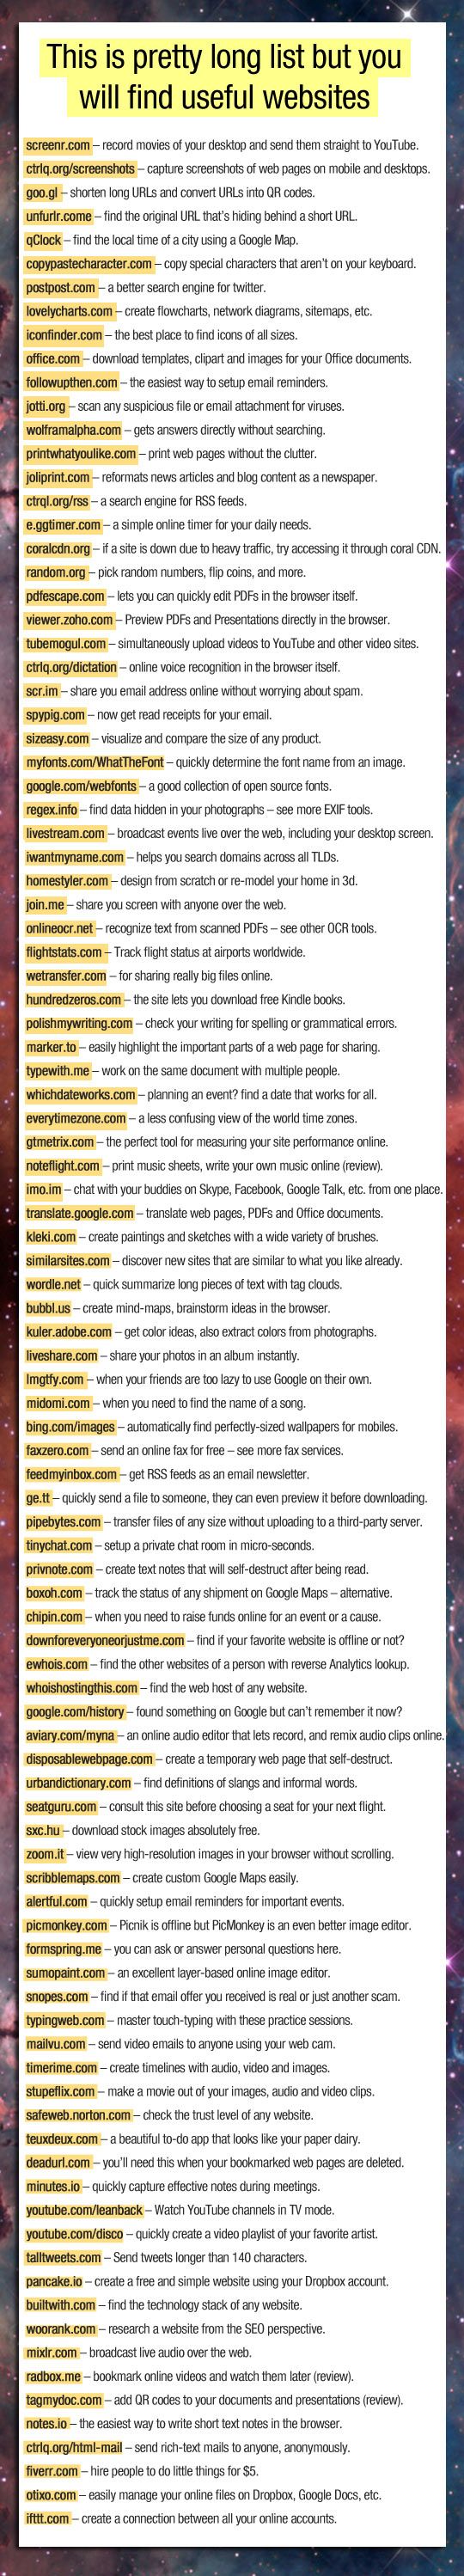 This is pretty long list but you
will find useful websites
screenr.com – record movies of your desktop and send them straight to YouTube.
ctrlq.org/screenshots – capture screenshots of web pages on mobile and desktops.
goo.gl – shorten long URLs and convert URLs into QR codes.
unfurlr.come – find the original URL that's hiding behind a short URL.
qClock – find the local time of a city using a Google Map.
copypastecharacter.com – copy special characters that aren't on your keyboard.
postpost.com – a better search engine for twitter.
lovelycharts.com – create flowcharts, network diagrams, sitemaps, etc.
iconfinder.com – the best place to find icons of all sizes.
office.com – download templates, clipart and images for your Office documents.
followupthen.com – the easiest way to setup email reminders.
jotti.org – scan any suspicious file or email attachment for viruses.
wolframalpha.com – gets answers directly without searching.
printwhatyoulike.com – print web pages without the clutter.
joliprint.com – reformats news articles and blog content as a newspaper.
ctrql.org/rss – a search engine for RSS feeds.
e.ggtimer.com – a simple online timer for your daily needs.
coralcdn.org – if a site is down due to heavy traffic, try accessing it through coral CDN.
random.org – pick random numbers, flip coins, and more.
pdfescape.com – lets you can quickly edit PDFs in the browser itself.
viewer.zoho.com – Preview PDFs and Presentations directly in the browser.
tubemogul.com – simultaneously upload videos to YouTube and other video sites.
ctrlq.org/dictation – online voice recognition in the browser itself.
scr.im – share you email address online without worrying about spam.
spypig.com – now get read receipts for your email.
sizeasy.com – visualize and compare the size of any product.
myfonts.com/WhatTheFont – quickly determine the font name from an image.
google.com/webfonts – a good collection of open source fonts.
regex.info – find data hidden in your photographs – see more EXIF tools.
livestream.com – broadcast events live over the web, including your desktop screen.
iwantmyname.com – helps you search domains across all TLDs.
homestyler.com – design from scratch or re-model your home in 3d.
join.me – share you screen with anyone over the web.
onlineocr.net – recognize text from scanned PDFs – see other OCR tools.
flightstats.com – Track flight status at airports worldwide.
wetransfer.com – for sharing really big files online.
hundredzeros.com – the site lets you download free Kindle books.
polishmywriting.com – check your writing for spelling or grammatical errors.
marker.to – easily highlight the important parts of a web page for sharing.
typewith.me – work on the same document with multiple people.
whichdateworks.com – planning an event? find a date that works for all.
everytimezone.com – a less confusing view of the world time zones.
gtmetrix.com – the perfect tool for measuring your site performance online.
noteflight.com – print music sheets, write your own music online (review).
imo.im – chat with your buddies on Skype, Facebook, Google Talk, etc. from one place.
translate.google.com – translate web pages, PDFs and Office documents.
kleki.com – create paintings and sketches with a wide variety of brushes.
similarsites.com – discover new sites that are similar to what you like already.
wordle.net – quick summarize long pieces of text with tag clouds.
bubbl.us – create mind-maps, brainstorm ideas in the browser.
kuler.adobe.com – get color ideas, also extract colors from photographs.
liveshare.com – share your photos in an album instantly.
lmgtfy.com – when your friends are too lazy to use Google on their own.
midomi.com – when you need to find the name of a song.
bing.com/images – automatically find perfectly-sized wallpapers for mobiles.
faxzero.com – send an online fax for free – see more fax services.
feedmyinbox.com – get RSS feeds as an email newsletter.
ge.tt – quickly send a file to someone, they can even preview it before downloading.
pipebytes.com – transfer files of any size without uploading to a third-party server.
tinychat.com – setup a private chat room in micro-seconds.
privnote.com – create text notes that will self-destruct after being read.
boxoh.com – track the status of any shipment on Google Maps – alternative.
chipin.com – when you need to raise funds online for an event or a cause.
downforeveryoneorjustme.com – find if your favorite website is offline or not?
ewhois.com – find the other websites of a person with reverse Analytics lookup.
whoishostingthis.com – find the web host of any website.
google.com/history – found something on Google but can't remember it now?
aviary.com/myna – an online audio editor that lets record, and remix audio clips online.
disposablewebpage.com – create a temporary web page that self-destruct.
urbandictionary.com – find definitions of slangs and informal words.
seatguru.com – consult this site before choosing a seat for your next flight.
sxc.hu – download stock images absolutely free.
zoom.it – view very high-resolution images in your browser without scrolling.
scribblemaps.com – create custom Google Maps easily.
alertful.com – quickly setup email reminders for important events.
picmonkey.com – Picnik is offline but PicMonkey is an even better image editor.
formspring.me – you can ask or answer personal questions here.
sumopaint.com – an excellent layer-based online image editor.
snopes.com – find if that email offer you received is real or just another scam.
typingweb.com – master touch-typing with these practice sessions.
mailvu.com – send video emails to anyone using your web cam.
timerime.com – create timelines with audio, video and images.
stupeflix.com – make a movie out of your images, audio and video clips.
safeweb.norton.com – check the trust level of any website.
teuxdeux.com – a beautiful to-do app that looks like your paper dairy.
deadurl.com – you'll need this when your bookmarked web pages are deleted.
minutes.io – quickly capture effective notes during meetings.
youtube.com/leanback – Watch YouTube channels in TV mode.
youtube.com/disco – quickly create a video playlist of your favorite artist.
talltweets.com – Send tweets longer than 140 characters.
pancake.io – create a free and simple website using your Dropbox account.
builtwith.com – find the technology stack of any website.
woorank.com – research a website from the SEO perspective.
mixlr.com – broadcast live audio over the web.
radbox.me – bookmark online videos and watch them later (review).
tagmydoc.com – add QR codes to your documents and presentations (review).
notes.io – the easiest way to write short text notes in the browser.
ctrlq.org/html-mail – send rich-text mails to anyone, anonymously.
fiverr.com – hire people to do little things for $5.
otixo.com – easily manage your online files on Dropbox, Google Docs, etc.
ifttt.com – create a connection between all your online accounts.